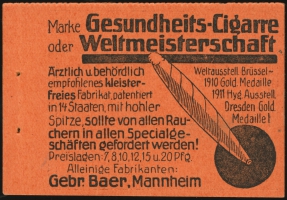 Marke Gesundheits-Cigarre
oder Weltmeisterschaft
Ärztlich u. behördlich
empfohlenes kleister-
freies Fabrikat, patentiert
in 14 Staaten, mit hohler
Spitze, sollte von allen Rau-
chern in allen Specialge-
schäften gefordert werden!
Preislagen: 7, 8, 10, 12, 15 u. 20 Pfg.
Weltausstell. Brüssel-
1910 Gold. Medaille
1911 Hyg. Ausstell.
Dresden Gold.
Medaille!
Alleinige Fabrikanten:
Gebr. Baer, Mannheim